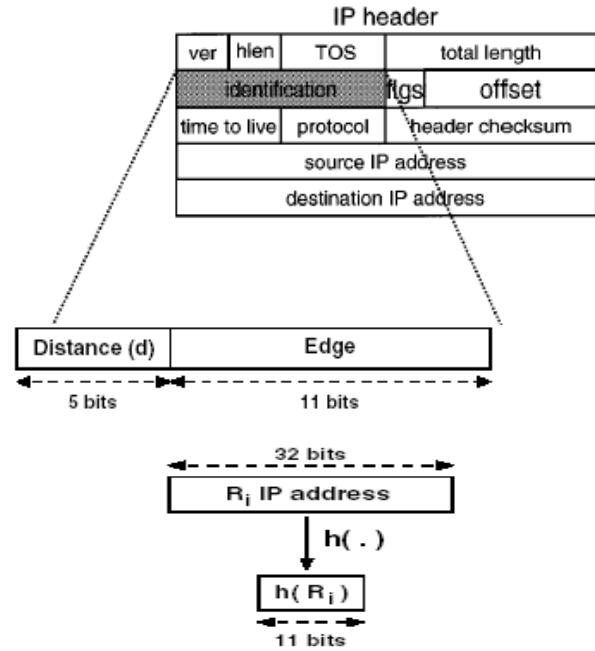 IP header
ver hlen TOS total length
identification flgs offset
time to live protocol header checksum
source IP address
destination IP address
Distance (d) Edge
5 bits 11 bits
32 bits
Ri IP address
h( . )
h( Ri )
11 bits